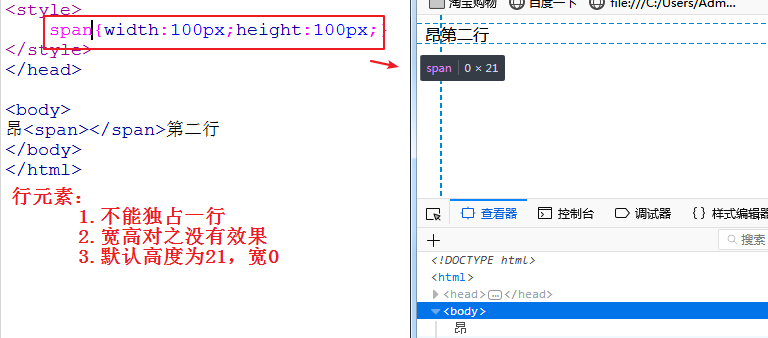 <style>
span{width:100px;height:100px;}
</style>
</head>
<body>
昂<span></span>第二行
</body>
</html>
行元素:
1.不能独占一行
2.宽高对之没有效果
3.默认高度为21，宽0
淘宝购物 百度一下 file:///C:/Users/Adm...
昂第二行
span 0 × 21
查看器 控制台 调试器 {} 样式编辑器
+ 搜索
<!DOCTYPE html>
<html>
<head>...</head>
<body>
昂